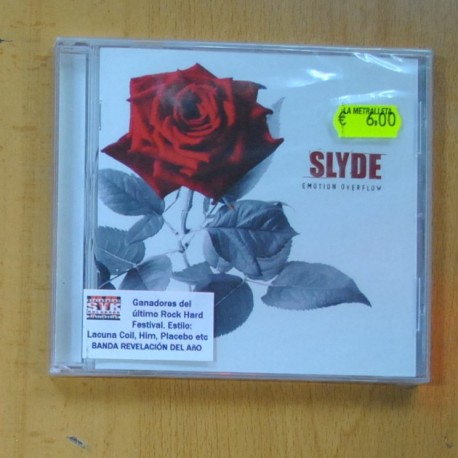 LA METRALLETA
€ 6,00
SLYDE
EMOTION OVERFLOW
Ganadores del
último Rock Hard
Festival. Estilo:
Lacuna Coil, Him, Placebo etc
BANDA REVELACIÓN DEL AñO